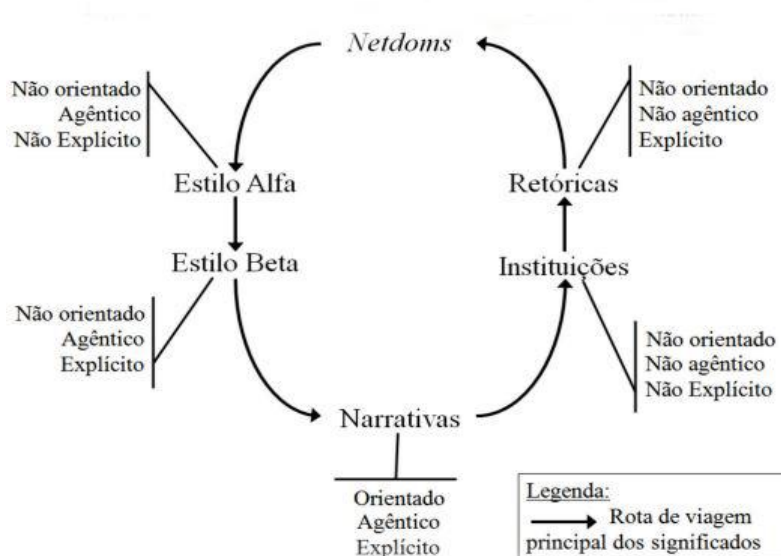 Netdoms
Não orientado
Agêntico
Não Explícito
Não orientado
Não agêntico
Explícito
Estilo Alfa
Retóricas
Estilo Beta
Instituições
Não orientado
Agêntico
Explícito
Não orientado
Não agêntico
Não Explícito
Narrativas
Orientado
Agêntico
Explícito
Legenda:
Rota de viagem
principal dos significados